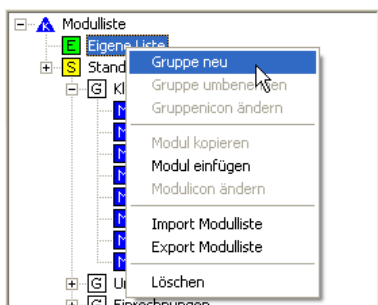 Modulliste
E Eigene Liste
Gruppe neu
S Stand
Gruppe umbenennen
G Kl
Gruppenicon ändern
M
Modul kopieren
M
Modul einfügen
M
Modulicon ändern
M
M
Import Modulliste
M
Export Modulliste
M
M
G U
Löschen
G Einrechnungen